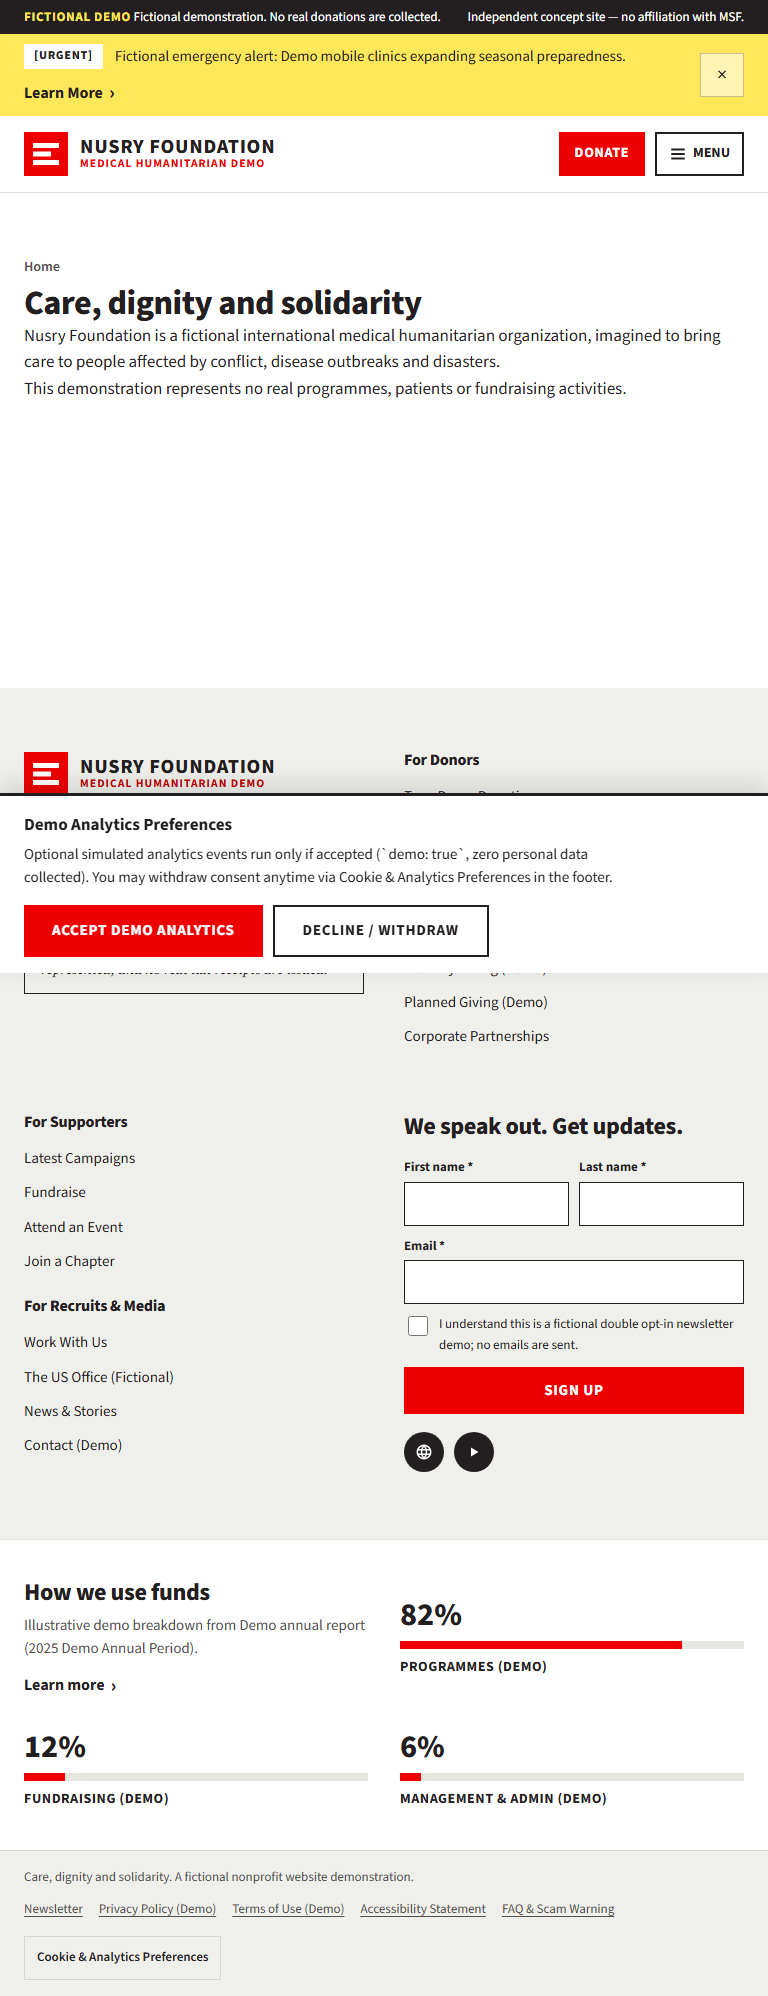 FICTIONAL DEMO Fictional demonstration. No real donations are collected.
Independent concept site — no affiliation with MSF.
[URGENT] Fictional emergency alert: Demo mobile clinics expanding seasonal preparedness.
Learn More ›
×
NUSRY FOUNDATION
MEDICAL HUMANITARIAN DEMO
DONATE
MENU
Home
Care, dignity and solidarity
Nusry Foundation is a fictional international medical humanitarian organization, imagined to bring
care to people affected by conflict, disease outbreaks and disasters.
This demonstration represents no real programmes, patients or fundraising activities.
NUSRY FOUNDATION
MEDICAL HUMANITARIAN DEMO
For Donors
Demo Analytics Preferences
Optional simulated analytics events run only if accepted (`demo: true`, zero personal data
collected). You may withdraw consent anytime via Cookie & Analytics Preferences in the footer.
ACCEPT DEMO ANALYTICS
DECLINE / WITHDRAW
Planned Giving (Demo)
Corporate Partnerships
For Supporters
Latest Campaigns
Fundraise
Attend an Event
Join a Chapter
For Recruits & Media
Work With Us
The US Office (Fictional)
News & Stories
Contact (Demo)
We speak out. Get updates.
First name *
Last name *
Email *
I understand this is a fictional double opt-in newsletter
demo; no emails are sent.
SIGN UP
How we use funds
Illustrative demo breakdown from Demo annual report
(2025 Demo Annual Period).
Learn more ›
82%
PROGRAMMES (DEMO)
12%
FUNDRAISING (DEMO)
6%
MANAGEMENT & ADMIN (DEMO)
Care, dignity and solidarity. A fictional nonprofit website demonstration.
Newsletter Privacy Policy (Demo) Terms of Use (Demo) Accessibility Statement FAQ & Scam Warning
Cookie & Analytics Preferences